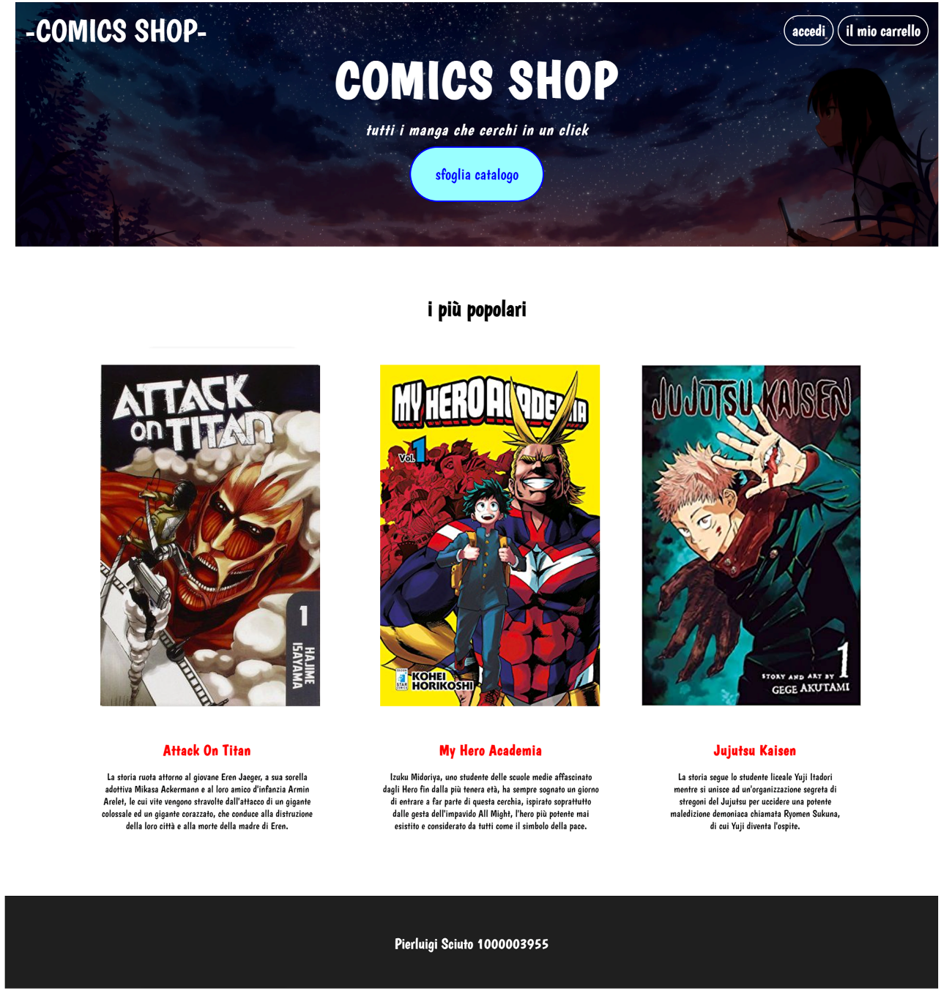 -COMICS SHOP-
accedi
il mio carrello
COMICS SHOP
tutti i manga che cerchi in un click
sfoglia catalogo
i più popolari
ATTACK
on TITAN
1
HAJIME
ISAYAMA
MY HERO ACADEMIA
Vol. 1
STAR
COMICS
KOHEI
HORIKOSHI
JUJUTSU KAISEN
1
STORY AND ART BY
GEGE AKUTAMI
Attack On Titan
La storia ruota attorno al giovane Eren Jaeger, a sua sorella
adottiva Mikasa Ackermann e al loro amico d'infanzia Armin
Arelet, le cui vite vengono stravolte dall'attacco di un gigante
colossale ed un gigante corazzato, che conduce alla distruzione
della loro città e alla morte della madre di Eren.
My Hero Academia
Izuku Midoriya, uno studente delle scuole medie affascinato
dagli Hero fin dalla più tenera età, ha sempre sognato un giorno
di entrare a far parte di questa cerchia, ispirato soprattutto
dalle gesta dell'impavido All Might, l'hero più potente mai
esistito e considerato da tutti come il simbolo della pace.
Jujutsu Kaisen
La storia segue lo studente liceale Yuji Itadori
mentre si unisce ad un'organizzazione segreta di
stregoni del Jujutsu per uccidere una potente
maledizione demoniaca chiamata Ryomen Sukuna,
di cui Yuji diventa l'ospite.
Pierluigi Sciuto 1000003955